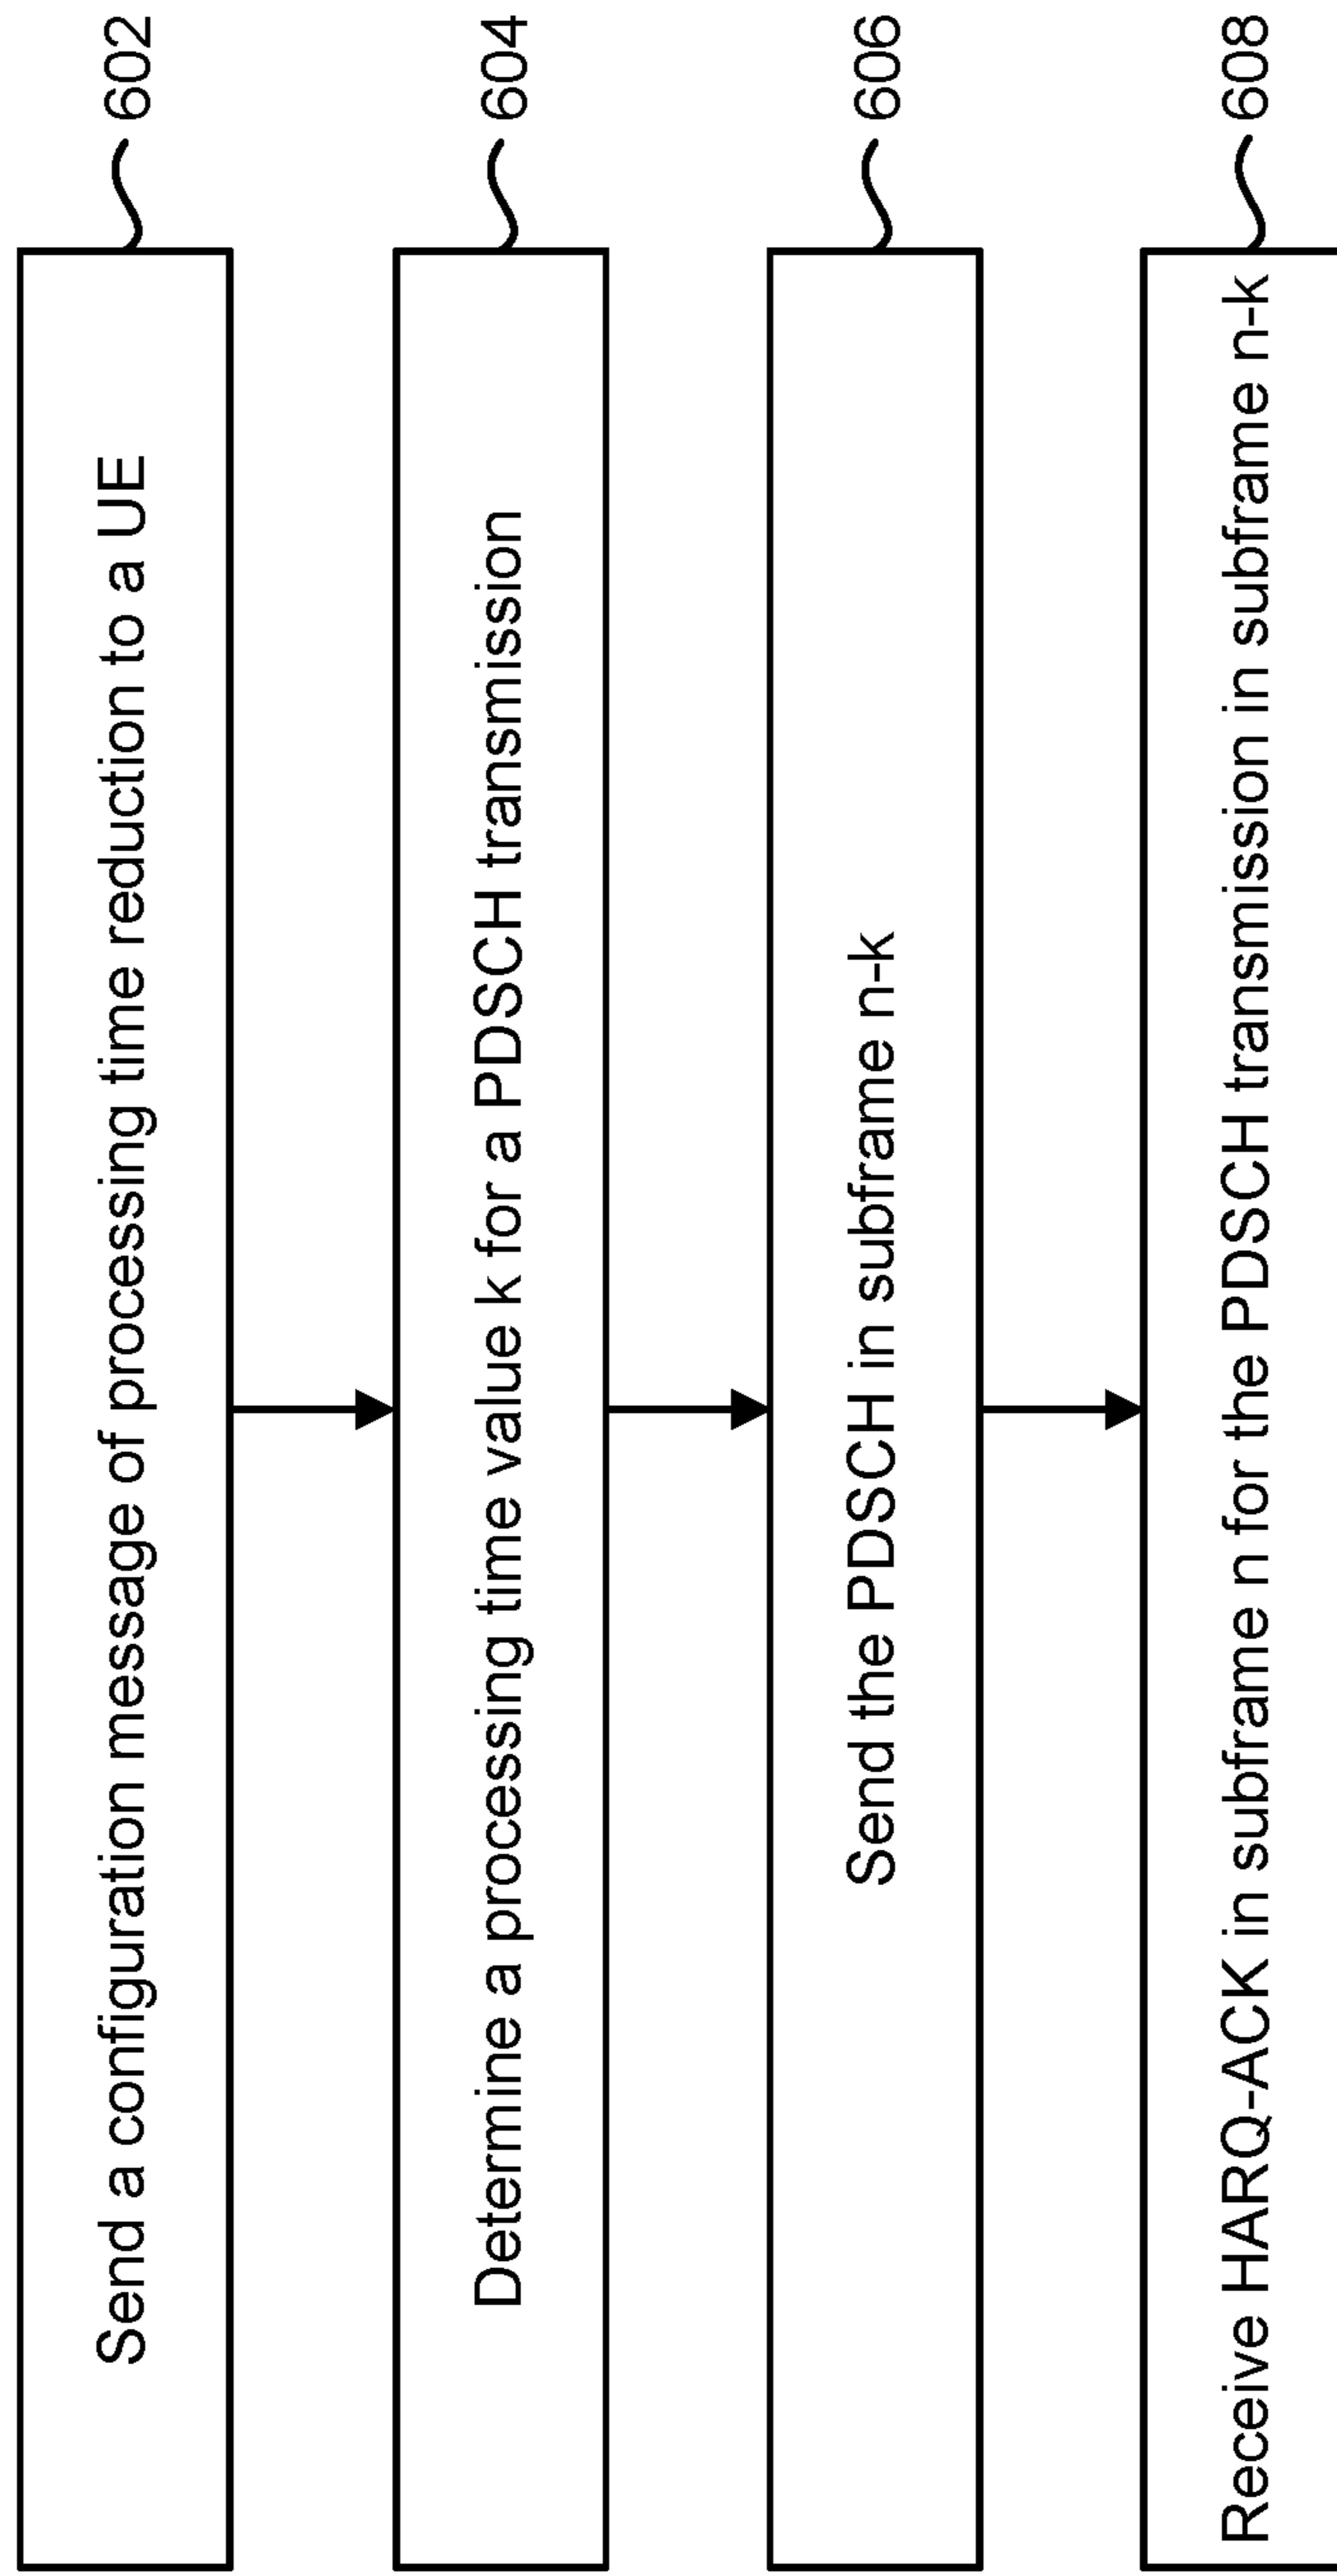 Send a configuration message of processing time reduction to a UE
602
Determine a processing time value k for a PDSCH transmission
604
Send the PDSCH in subframe n-k
606
Receive HARQ-ACK in subframe n for the PDSCH transmission in subframe n-k
608